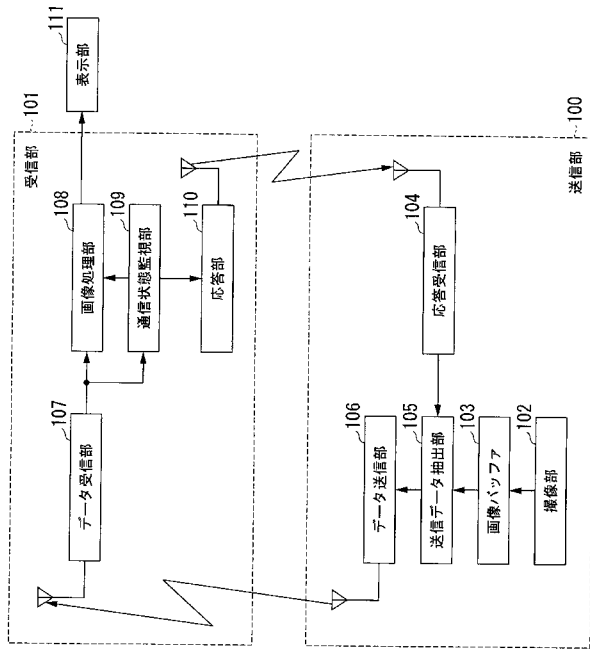 101
受信部
107
データ受信部
108
画像処理部
109
通信状態監視部
110
応答部
111
表示部
100
送信部
106
データ送信部
105
送信データ抽出部
103
画像バッファ
102
撮像部
104
応答受信部